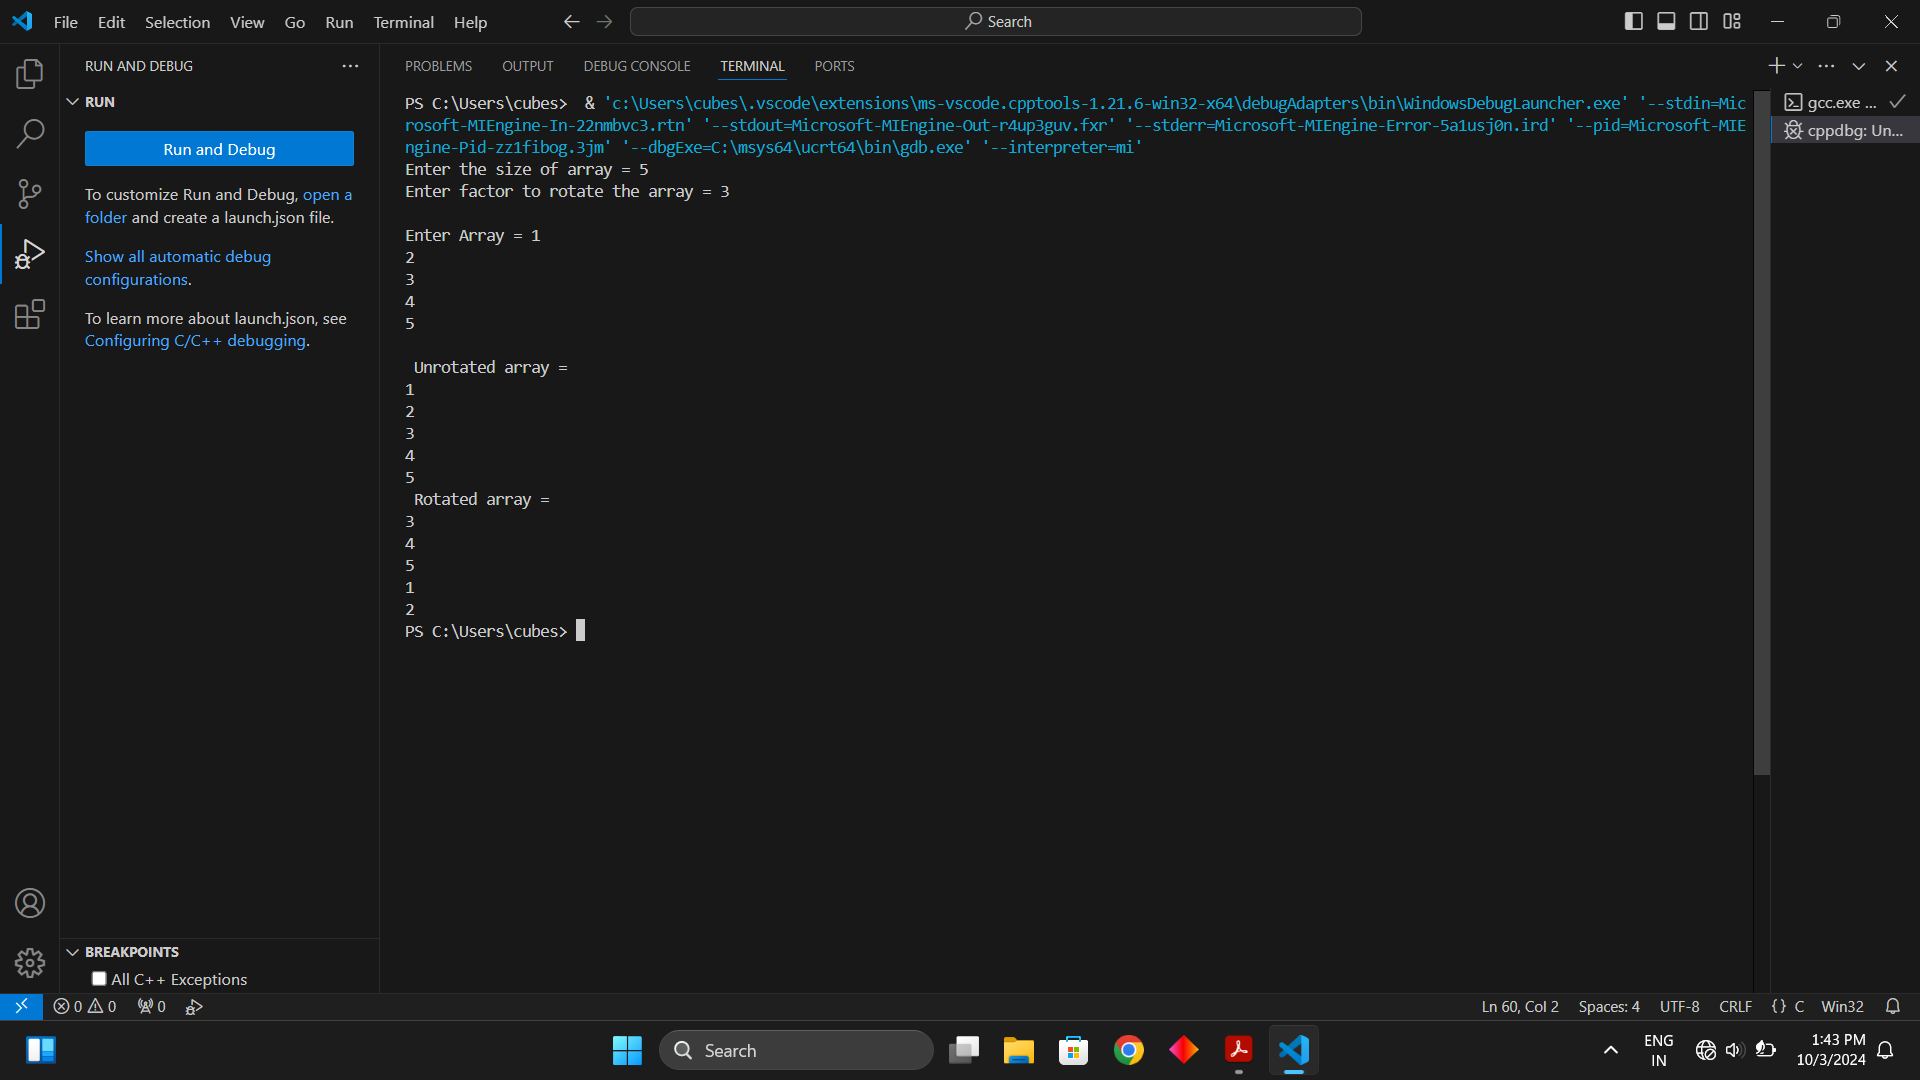 File Edit Selection View Go Run Terminal Help
Search
RUN AND DEBUG
RUN
Run and Debug
To customize Run and Debug, open a
folder and create a launch.json file.
Show all automatic debug
configurations.
To learn more about launch.json, see
Configuring C/C++ debugging.
BREAKPOINTS
All C++ Exceptions
PROBLEMS OUTPUT DEBUG CONSOLE TERMINAL PORTS
PS C:\Users\cubes>  & 'c:\Users\cubes\.vscode\extensions\ms-vscode.cpptools-1.21.6-win32-x64\debugAdapters\bin\WindowsDebugLauncher.exe' '--stdin=Mic
rosoft-MIEngine-In-22nmbvc3.rtn' '--stdout=Microsoft-MIEngine-Out-r4up3guv.fxr' '--stderr=Microsoft-MIEngine-Error-5a1usj0n.ird' '--pid=Microsoft-MIE
ngine-Pid-zz1fibog.3jm' '--dbgExe=C:\msys64\ucrt64\bin\gdb.exe' '--interpreter=mi'
Enter the size of array = 5
Enter factor to rotate the array = 3
Enter Array = 1
2
3
4
5
Unrotated array =
1
2
3
4
5
Rotated array =
3
4
5
1
2
PS C:\Users\cubes>
gcc.exe ...
cppdbg: Un...
0 0 0
Ln 60, Col 2 Spaces: 4 UTF-8 CRLF {} C Win32
Search
ENG
IN
1:43 PM
10/3/2024